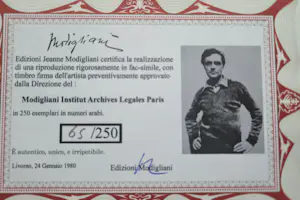 Modigliani
Edizioni Jeanne Modigliani certifica la realizzazione
di una riproduzione rigorosamente in fac-simile, con
timbro firma dell'artista preventivamente approvato
dalla Direzione del :
Modigliani Institut Archives Legales Paris
in 250 esemplari in numeri arabi.
65/250
È autentico, unico, e irripetibile.
Livorno, 24 Gennaio 1980
Edizioni Modigliani